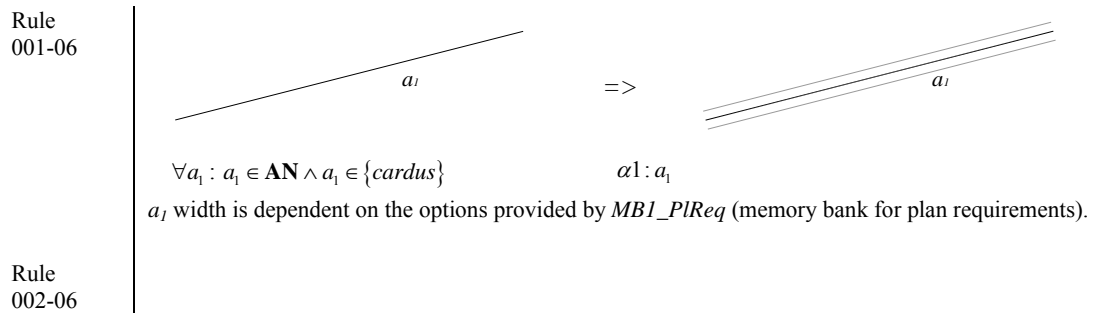 Rule
001-06
a₁
=>
a₁
∀a₁ : a₁ ∈ AN ∧ a₁ ∈ {cardus}
α1 : a₁
a₁ width is dependent on the options provided by MB1_PlReq (memory bank for plan requirements).
Rule
002-06